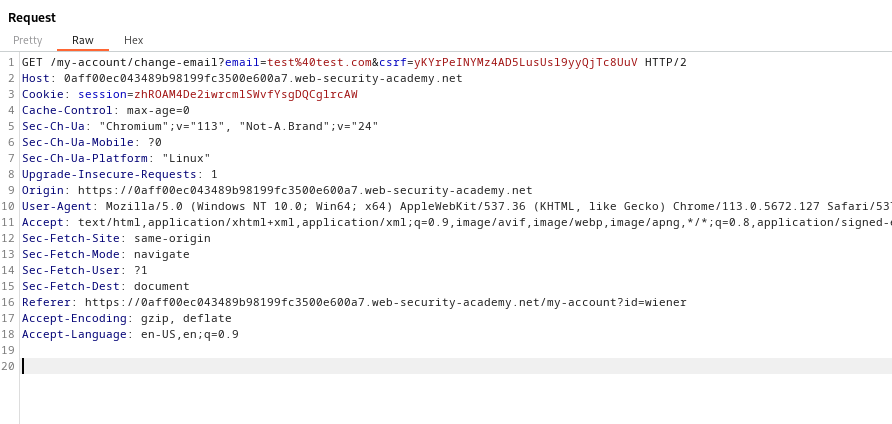 Request
Pretty Raw Hex
1 GET /my-account/change-email?email=test%40test.com&csrf=yKYrPeINYMz4AD5LusUsl9yyQjTc8UuV HTTP/2
2 Host: 0aff00ec043489b98199fc3500e600a7.web-security-academy.net
3 Cookie: session=zhROAM4De2iwrcmlSWvfYsgDQCglrcAW
4 Cache-Control: max-age=0
5 Sec-Ch-Ua: "Chromium";v="113", "Not-A.Brand";v="24"
6 Sec-Ch-Ua-Mobile: ?0
7 Sec-Ch-Ua-Platform: "Linux"
8 Upgrade-Insecure-Requests: 1
9 Origin: https://0aff00ec043489b98199fc3500e600a7.web-security-academy.net
10 User-Agent: Mozilla/5.0 (Windows NT 10.0; Win64; x64) AppleWebKit/537.36 (KHTML, like Gecko) Chrome/113.0.5672.127 Safari/537
11 Accept: text/html,application/xhtml+xml,application/xml;q=0.9,image/avif,image/webp,image/apng,*/*;q=0.8,application/signed-e
12 Sec-Fetch-Site: same-origin
13 Sec-Fetch-Mode: navigate
14 Sec-Fetch-User: ?1
15 Sec-Fetch-Dest: document
16 Referer: https://0aff00ec043489b98199fc3500e600a7.web-security-academy.net/my-account?id=wiener
17 Accept-Encoding: gzip, deflate
18 Accept-Language: en-US,en;q=0.9
19
20